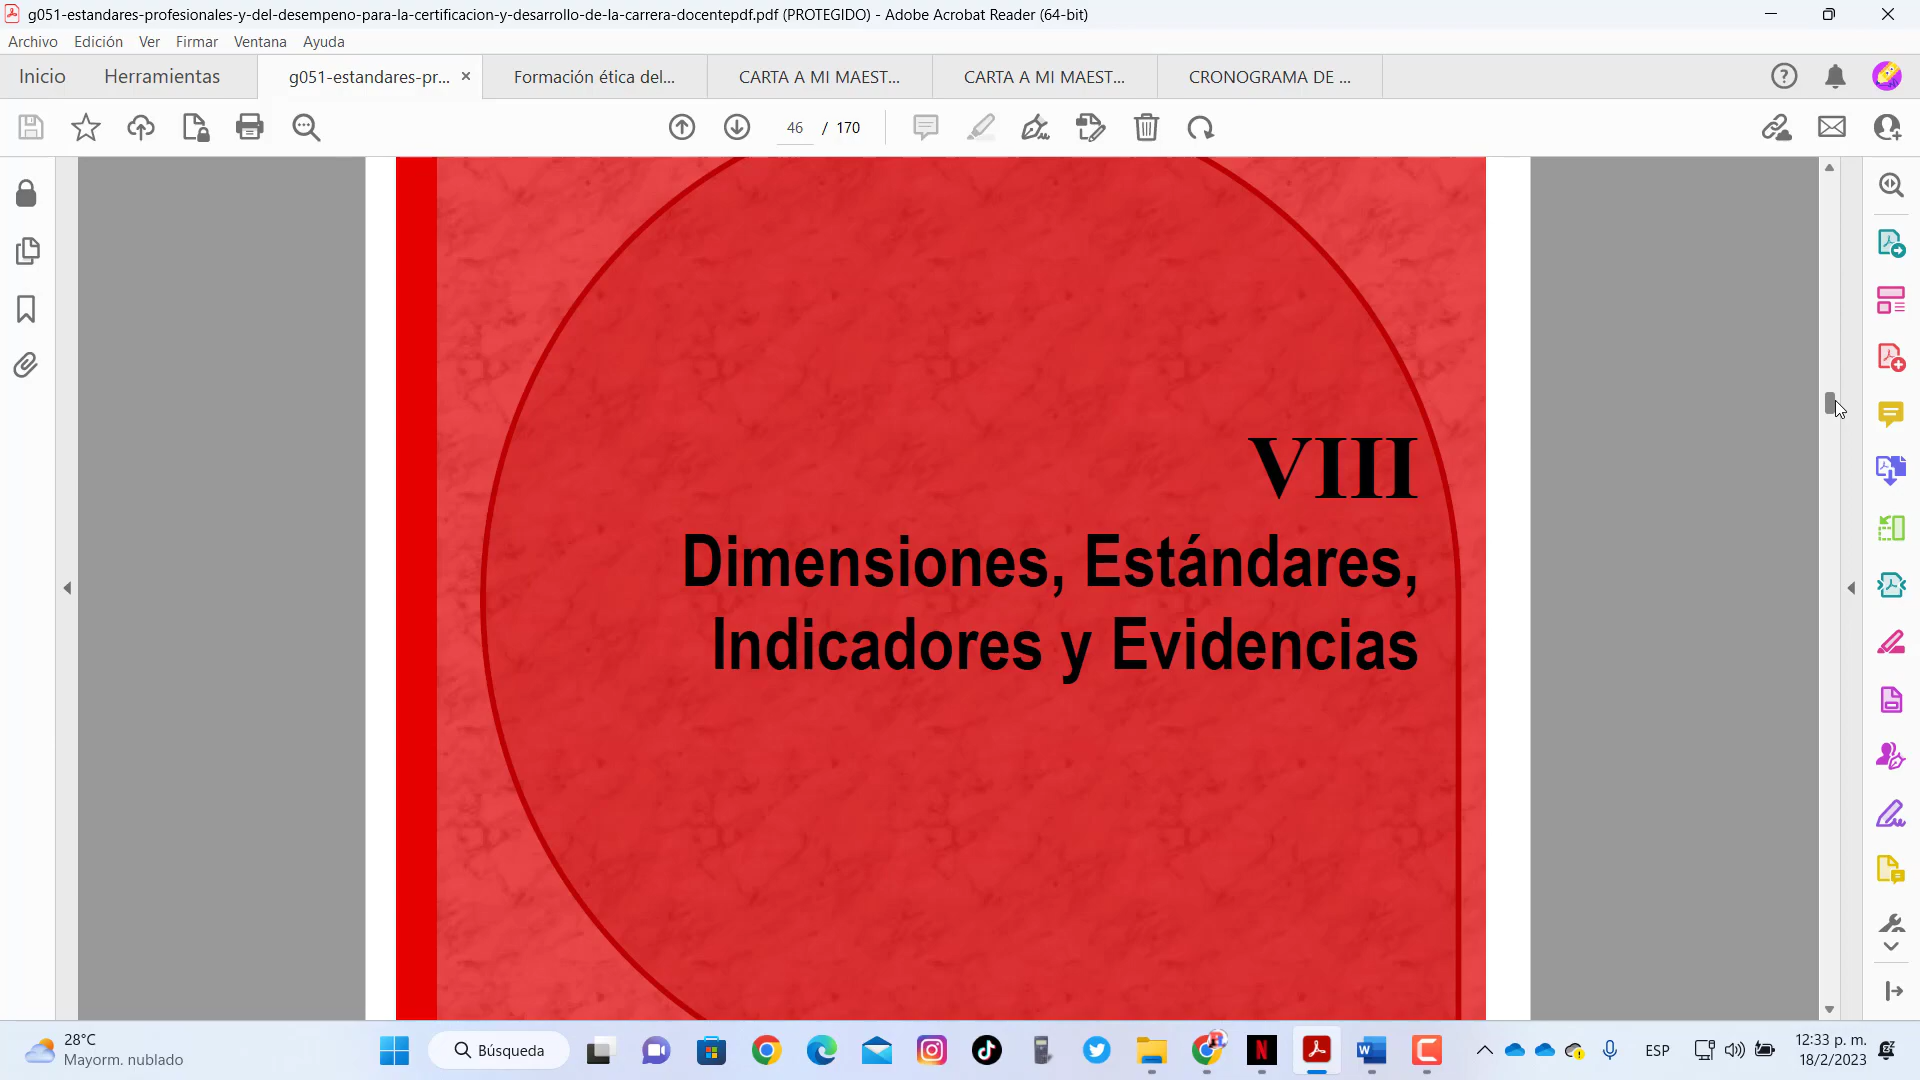 g051-estandares-profesionales-y-del-desempeno-para-la-certificacion-y-desarrollo-de-la-carrera-docentepdf.pdf (PROTEGIDO) - Adobe Acrobat Reader (64-bit)
Archivo Edición Ver Firmar Ventana Ayuda
Inicio Herramientas g051-estandares-pr... × Formación ética del... CARTA A MI MAEST... CARTA A MI MAEST... CRONOGRAMA DE ...
46 / 170
VIII
Dimensiones, Estándares,
Indicadores y Evidencias
28°C
Mayorm. nublado
Búsqueda
ESP
12:33 p. m.
18/2/2023